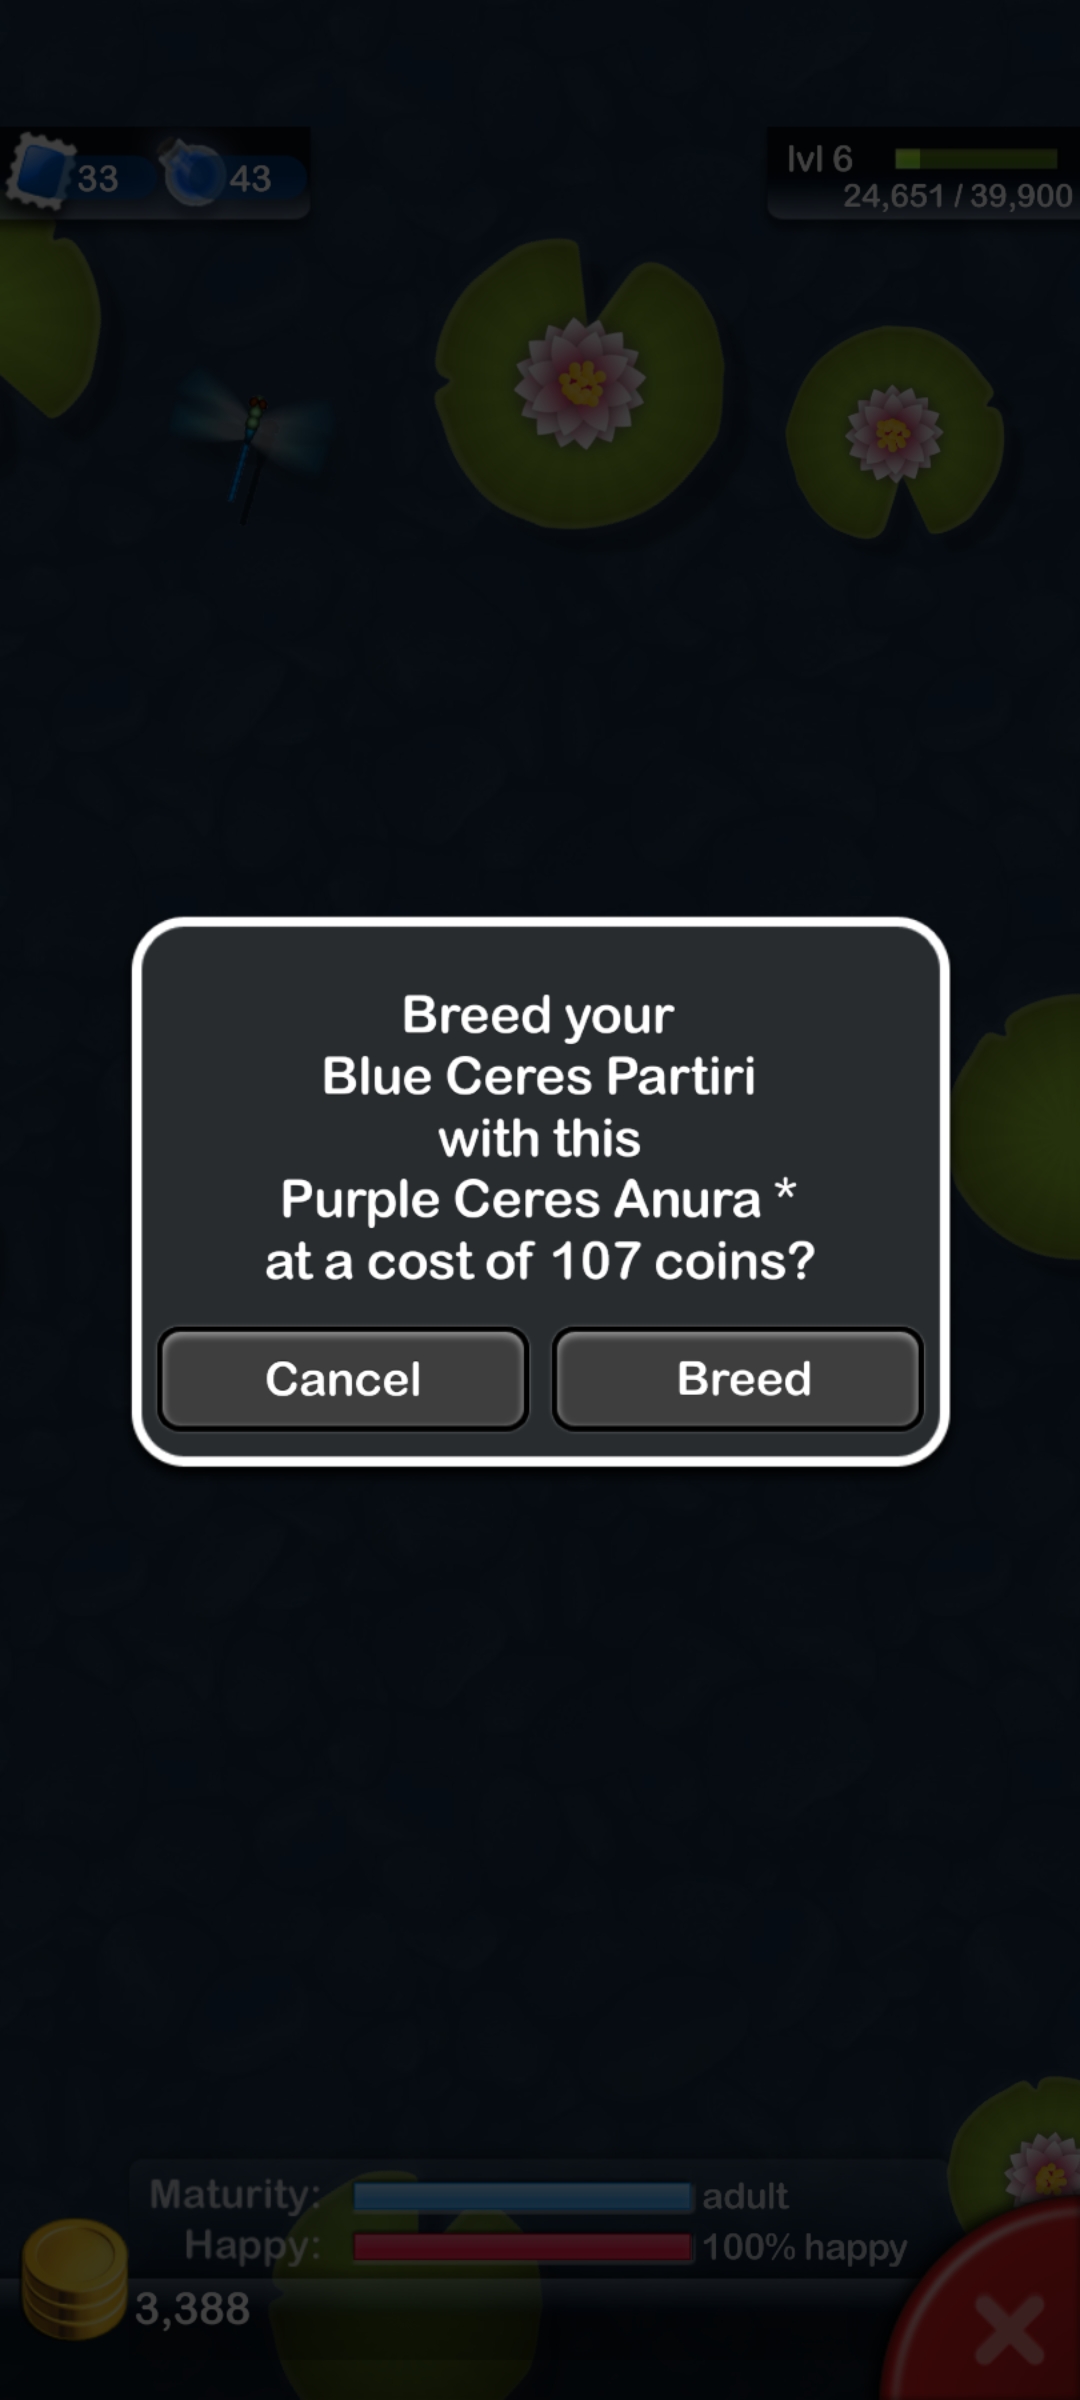 33
43
lvl 6
24,651 / 39,900
Breed your
Blue Ceres Partiri
with this
Purple Ceres Anura *
at a cost of 107 coins?
Cancel
Breed
Maturity: adult
Happy: 100% happy
3,388